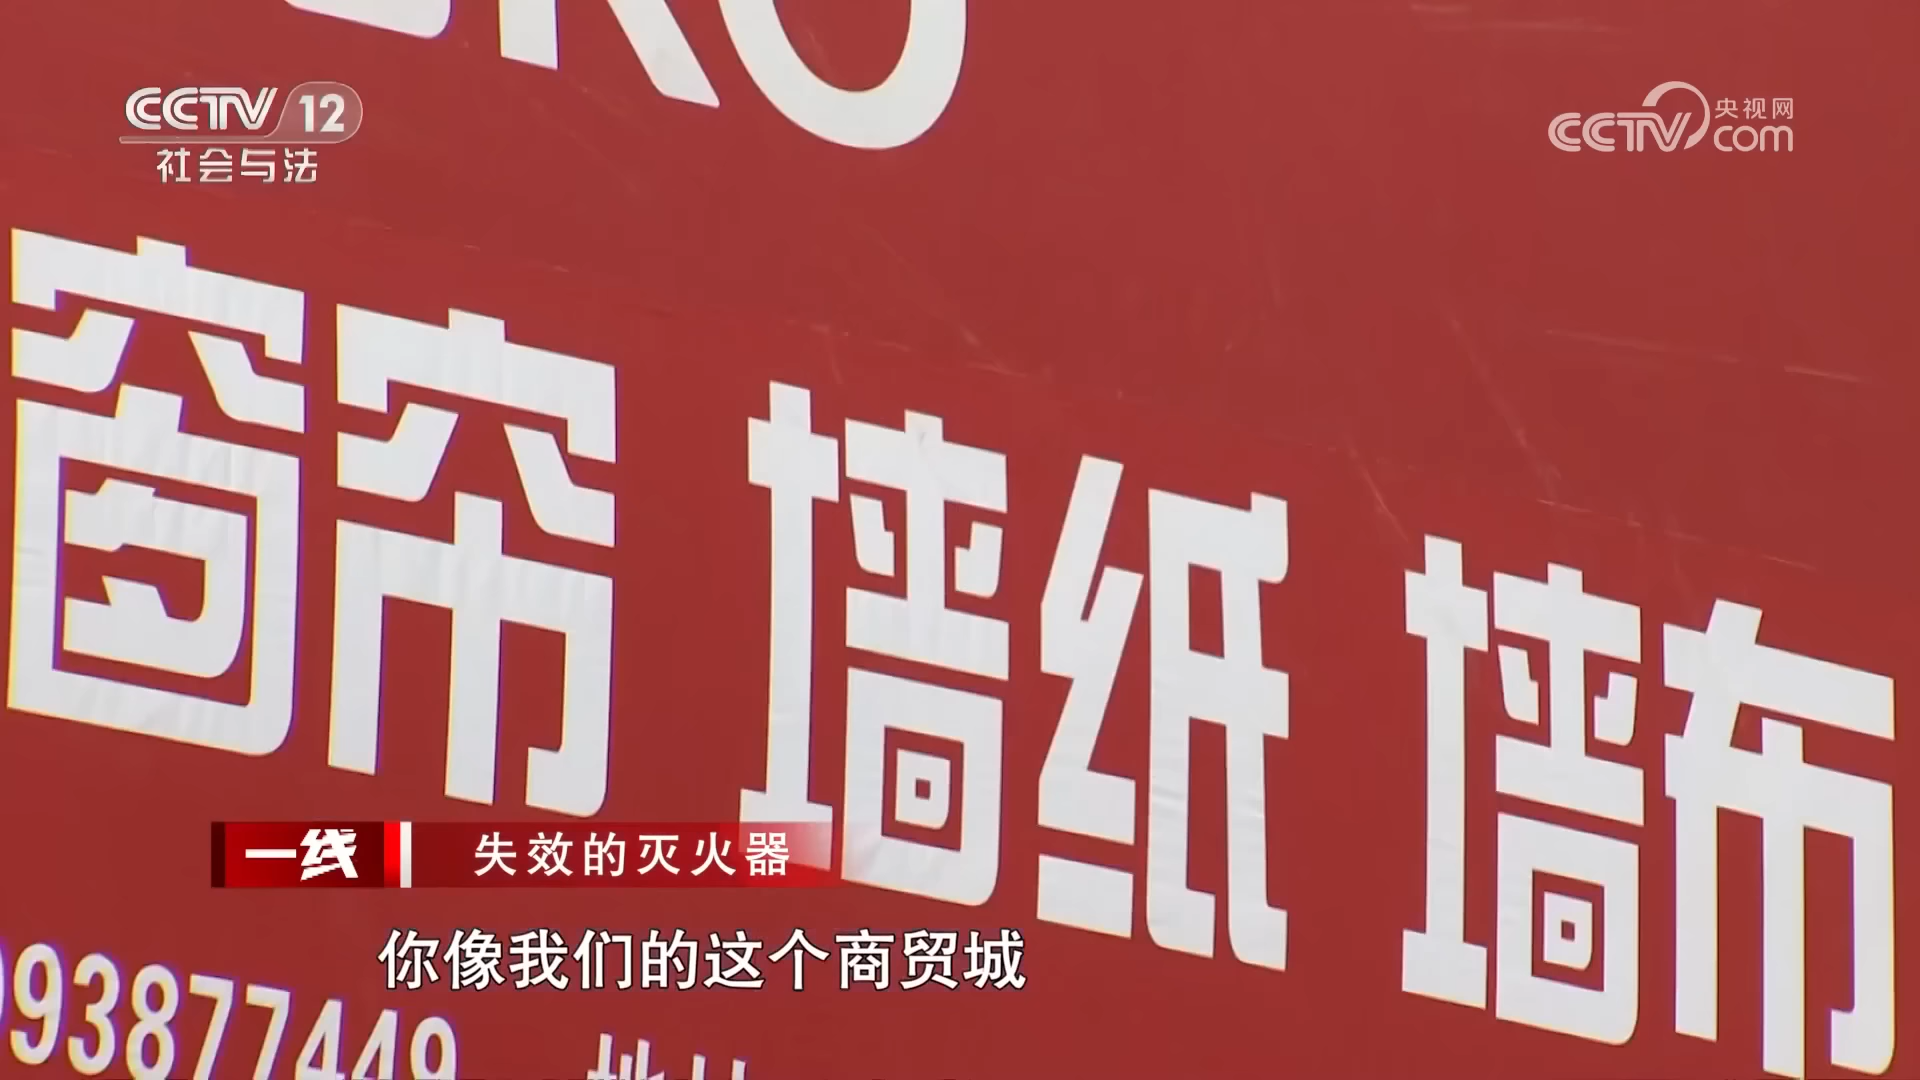 CCTV 12
社会与法
央视网
CCTV.com
窗帘 墙纸 墙布
一线 失效的灭火器
你像我们的这个商贸城
93877449